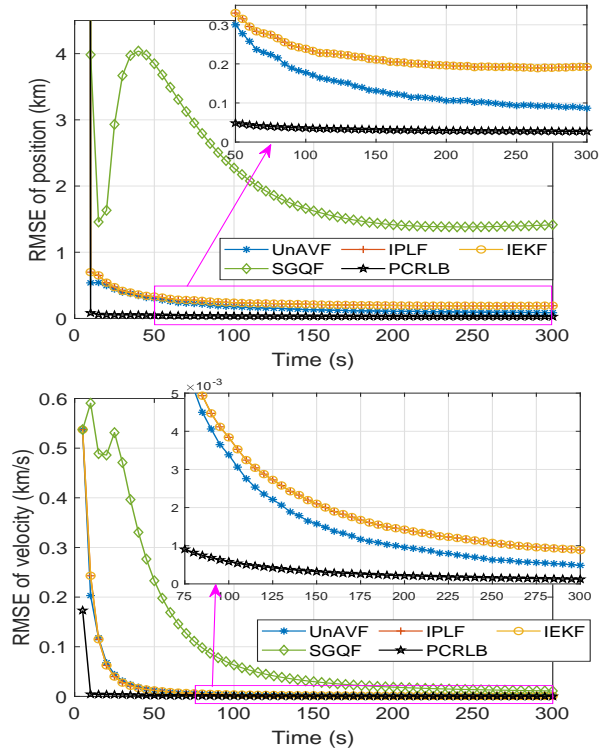 0.3
0.2
0.1
0
50 100 150 200 250 300
4
3
2
1
0
RMSE of position (km)
UnAVF IPLF IEKF
SGQF PCRLB
0 50 100 150 200 250 300
Time (s)
×10⁻³
5
4
3
2
1
0
75 100 125 150 175 200 225 250 275 300
0.6
0.5
0.4
0.3
0.2
0.1
0
RMSE of velocity (km/s)
UnAVF IPLF IEKF
SGQF PCRLB
0 50 100 150 200 250 300
Time (s)